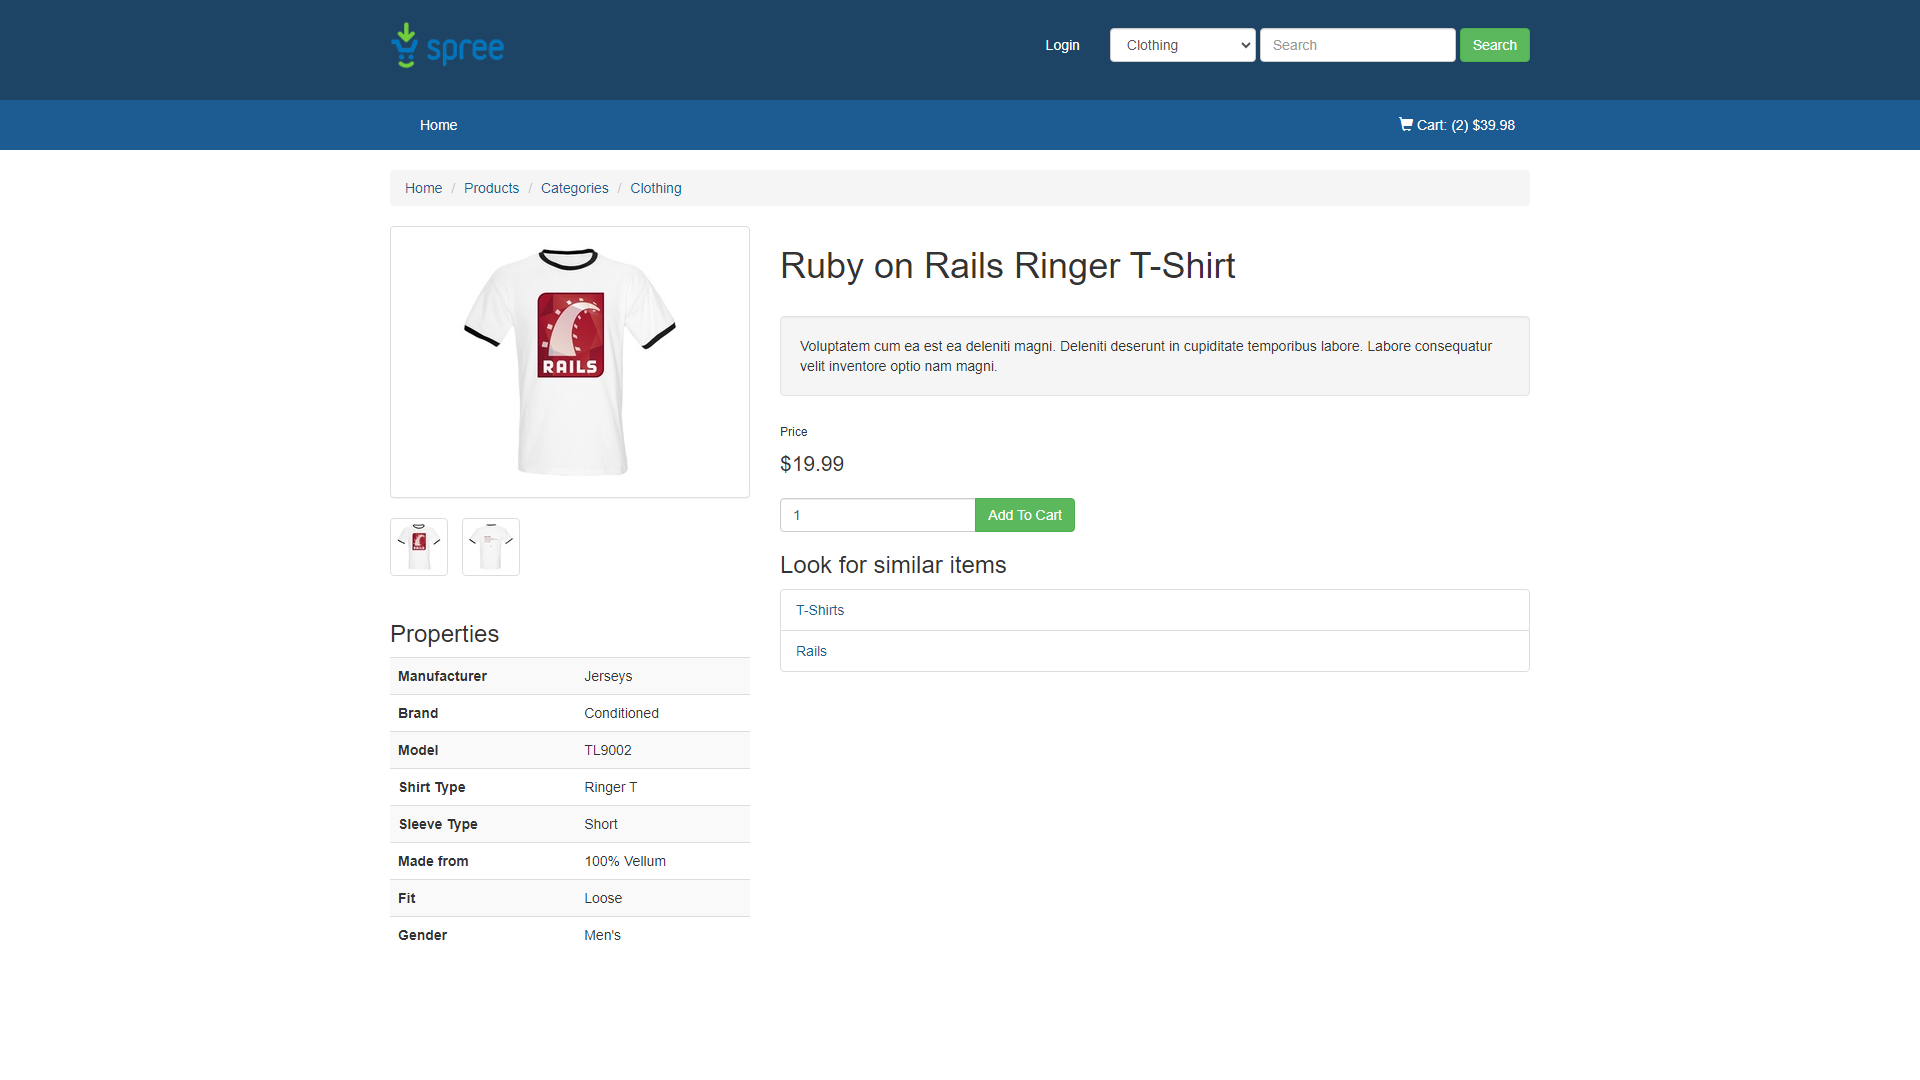 spree
Login
Clothing
Search
Search
Home
Cart: (2) $39.98
Home / Products / Categories / Clothing
RAILS
Ruby on Rails Ringer T-Shirt
Voluptatem cum ea est ea deleniti magni. Deleniti deserunt in cupiditate temporibus labore. Labore consequatur
velit inventore optio nam magni.
Price
$19.99
1
Add To Cart
RAILS
Look for similar items
T-Shirts
Rails
Properties
Manufacturer Jerseys
Brand Conditioned
Model TL9002
Shirt Type Ringer T
Sleeve Type Short
Made from 100% Vellum
Fit Loose
Gender Men's